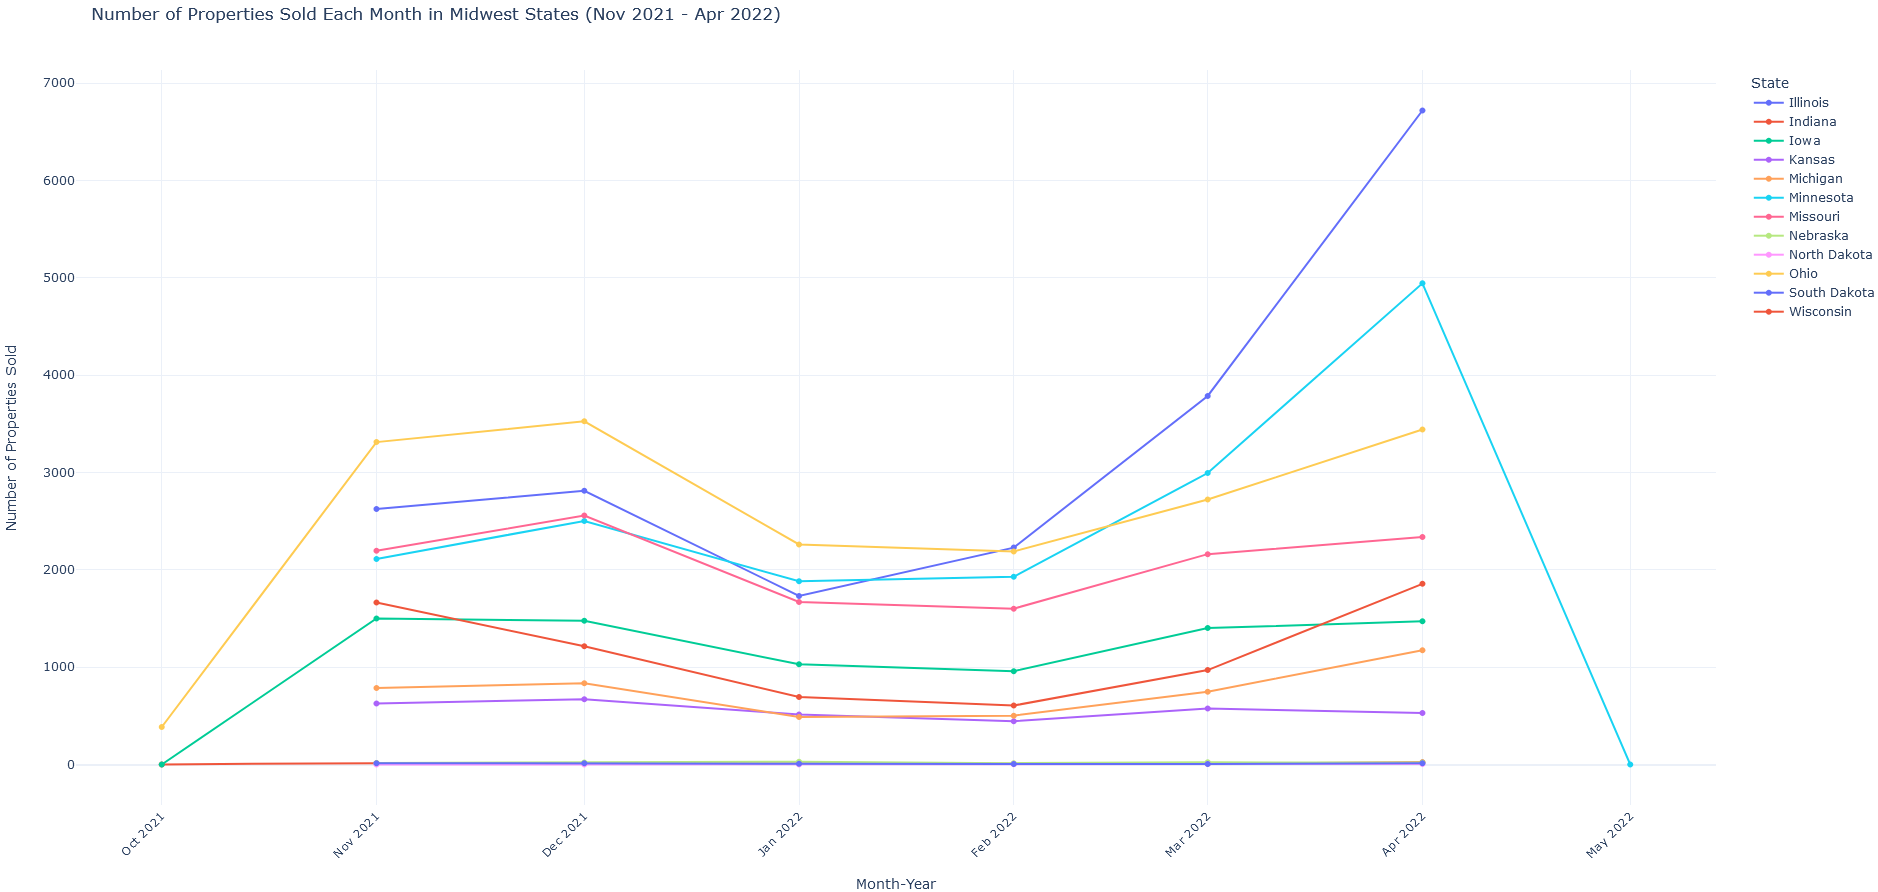 Number of Properties Sold Each Month in Midwest States (Nov 2021 - Apr 2022)
Number of Properties Sold
7000
6000
5000
4000
3000
2000
1000
0
Oct 2021
Nov 2021
Dec 2021
Jan 2022
Feb 2022
Mar 2022
Apr 2022
May 2022
Month-Year
State
Illinois
Indiana
Iowa
Kansas
Michigan
Minnesota
Missouri
Nebraska
North Dakota
Ohio
South Dakota
Wisconsin